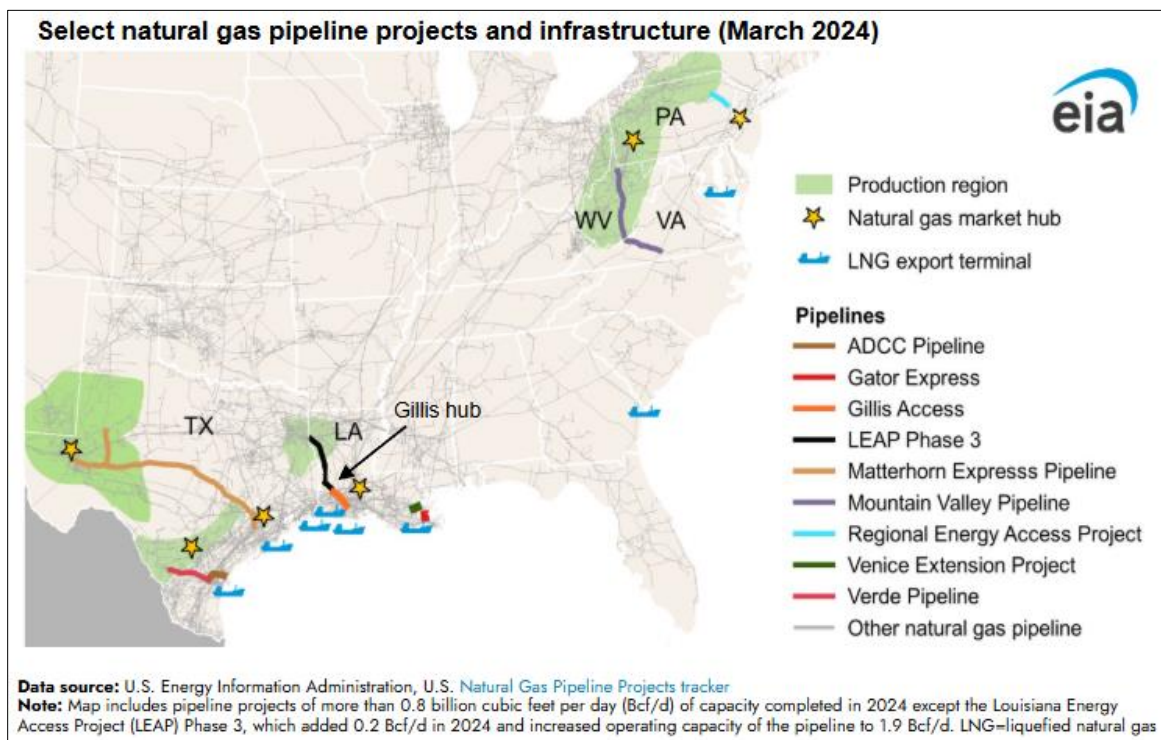 Select natural gas pipeline projects and infrastructure (March 2024)
eia
PA
WV
VA
TX
LA
Gillis hub
Production region
Natural gas market hub
LNG export terminal
Pipelines
ADCC Pipeline
Gator Express
Gillis Access
LEAP Phase 3
Matterhorn Expresss Pipeline
Mountain Valley Pipeline
Regional Energy Access Project
Venice Extension Project
Verde Pipeline
Other natural gas pipeline
Data source: U.S. Energy Information Administration, U.S. Natural Gas Pipeline Projects tracker
Note: Map includes pipeline projects of more than 0.8 billion cubic feet per day (Bcf/d) of capacity completed in 2024 except the Louisiana Energy
Access Project (LEAP) Phase 3, which added 0.2 Bcf/d in 2024 and increased operating capacity of the pipeline to 1.9 Bcf/d. LNG=liquefied natural gas